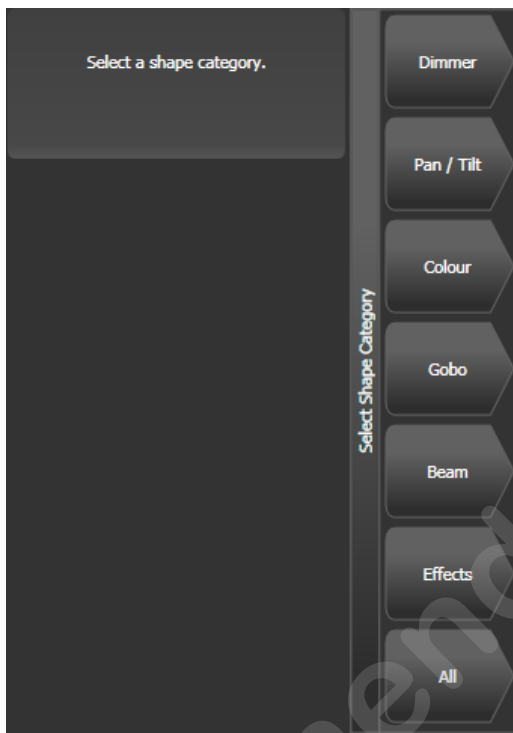 Select a shape category.
Select Shape Category
Dimmer
Pan / Tilt
Colour
Gobo
Beam
Effects
All